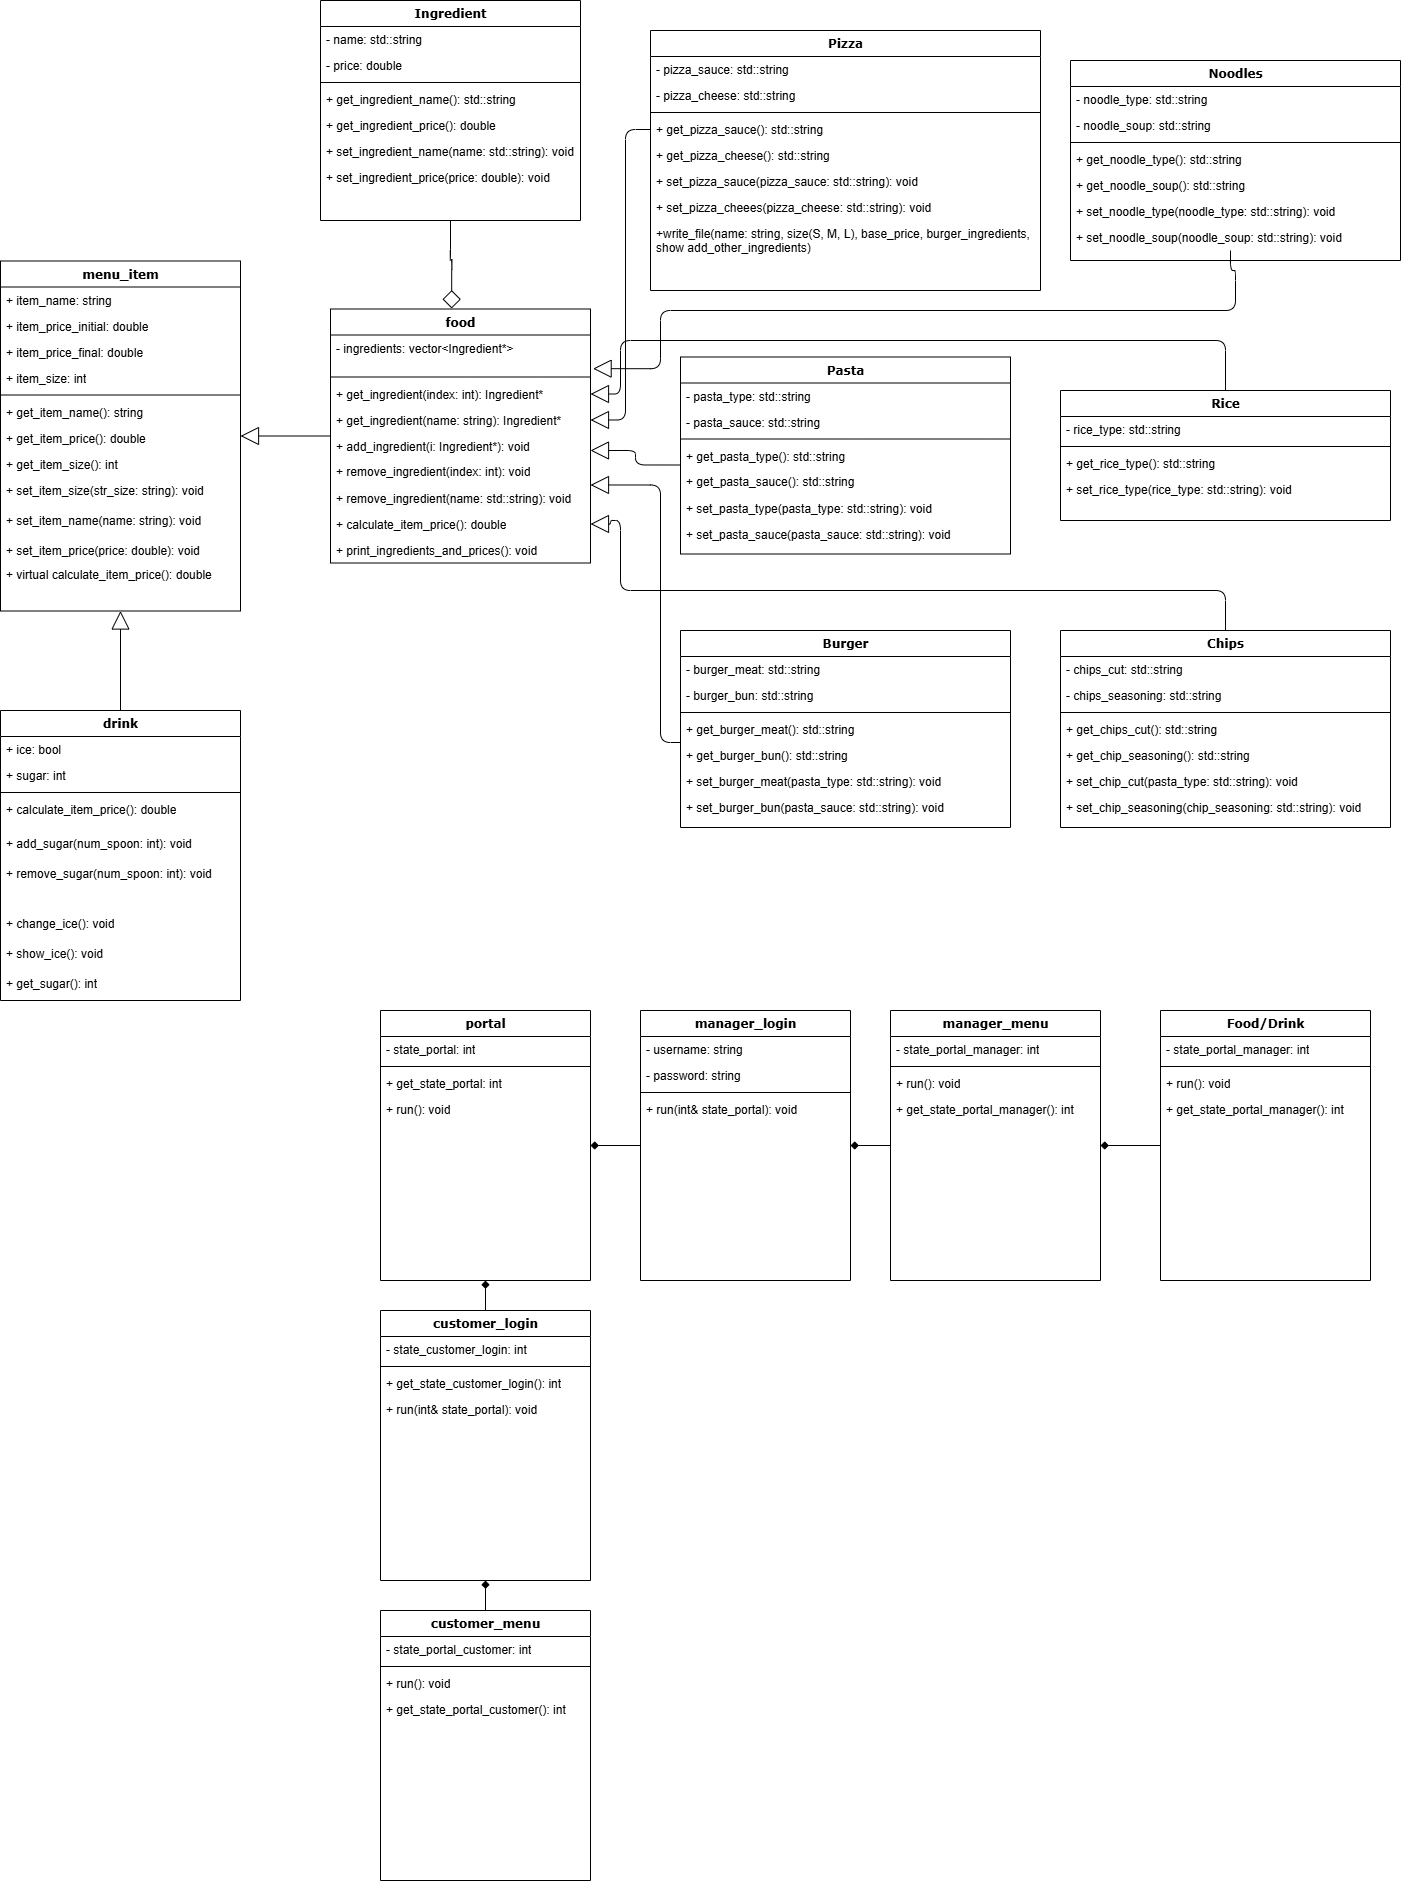 Ingredient
- name: std::string
- price: double
+ get_ingredient_name(): std::string
+ get_ingredient_price(): double
+ set_ingredient_name(name: std::string): void
+ set_ingredient_price(price: double): void
Pizza
- pizza_sauce: std::string
- pizza_cheese: std::string
+ get_pizza_sauce(): std::string
+ get_pizza_cheese(): std::string
+ set_pizza_sauce(pizza_sauce: std::string): void
+ set_pizza_cheees(pizza_cheese: std::string): void
+write_file(name: string, size(S, M, L), base_price, burger_ingredients,
show add_other_ingredients)
Noodles
- noodle_type: std::string
- noodle_soup: std::string
+ get_noodle_type(): std::string
+ get_noodle_soup(): std::string
+ set_noodle_type(noodle_type: std::string): void
+ set_noodle_soup(noodle_soup: std::string): void
menu_item
+ item_name: string
+ item_price_initial: double
+ item_price_final: double
+ item_size: int
+ get_item_name(): string
+ get_item_price(): double
+ get_item_size(): int
+ set_item_size(str_size: string): void
+ set_item_name(name: string): void
+ set_item_price(price: double): void
+ virtual calculate_item_price(): double
food
- ingredients: vector<Ingredient*>
+ get_ingredient(index: int): Ingredient*
+ get_ingredient(name: string): Ingredient*
+ add_ingredient(i: Ingredient*): void
+ remove_ingredient(index: int): void
+ remove_ingredient(name: std::string): void
+ calculate_item_price(): double
+ print_ingredients_and_prices(): void
Pasta
- pasta_type: std::string
- pasta_sauce: std::string
+ get_pasta_type(): std::string
+ get_pasta_sauce(): std::string
+ set_pasta_type(pasta_type: std::string): void
+ set_pasta_sauce(pasta_sauce: std::string): void
Rice
- rice_type: std::string
+ get_rice_type(): std::string
+ set_rice_type(rice_type: std::string): void
Burger
- burger_meat: std::string
- burger_bun: std::string
+ get_burger_meat(): std::string
+ get_burger_bun(): std::string
+ set_burger_meat(pasta_type: std::string): void
+ set_burger_bun(pasta_sauce: std::string): void
Chips
- chips_cut: std::string
- chips_seasoning: std::string
+ get_chips_cut(): std::string
+ get_chip_seasoning(): std::string
+ set_chip_cut(pasta_type: std::string): void
+ set_chip_seasoning(chip_seasoning: std::string): void
drink
+ ice: bool
+ sugar: int
+ calculate_item_price(): double
+ add_sugar(num_spoon: int): void
+ remove_sugar(num_spoon: int): void
+ change_ice(): void
+ show_ice(): void
+ get_sugar(): int
portal
- state_portal: int
+ get_state_portal: int
+ run(): void
manager_login
- username: string
- password: string
+ run(int& state_portal): void
manager_menu
- state_portal_manager: int
+ run(): void
+ get_state_portal_manager(): int
Food/Drink
- state_portal_manager: int
+ run(): void
+ get_state_portal_manager(): int
customer_login
- state_customer_login: int
+ get_state_customer_login(): int
+ run(int& state_portal): void
customer_menu
- state_portal_customer: int
+ run(): void
+ get_state_portal_customer(): int